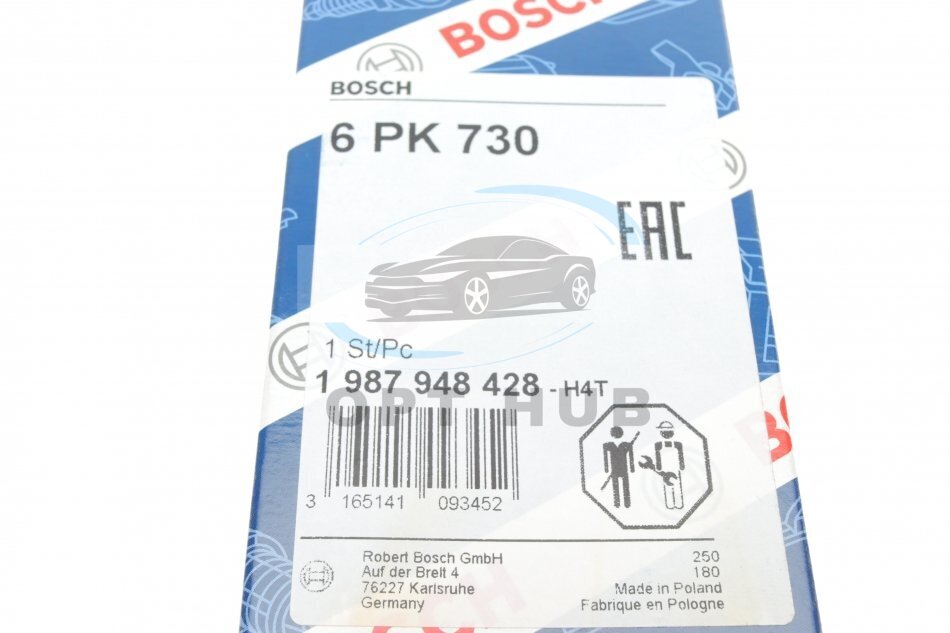 BOSCH
BOSCH
6 PK 730
EAC
1 St/Pc
1 987 948 428 - H4T
OPT HUB
3 165141 093452
Robert Bosch GmbH
Auf der Breit 4
76227 Karlsruhe
Germany
250
180
Made in Poland
Fabrique en Pologne